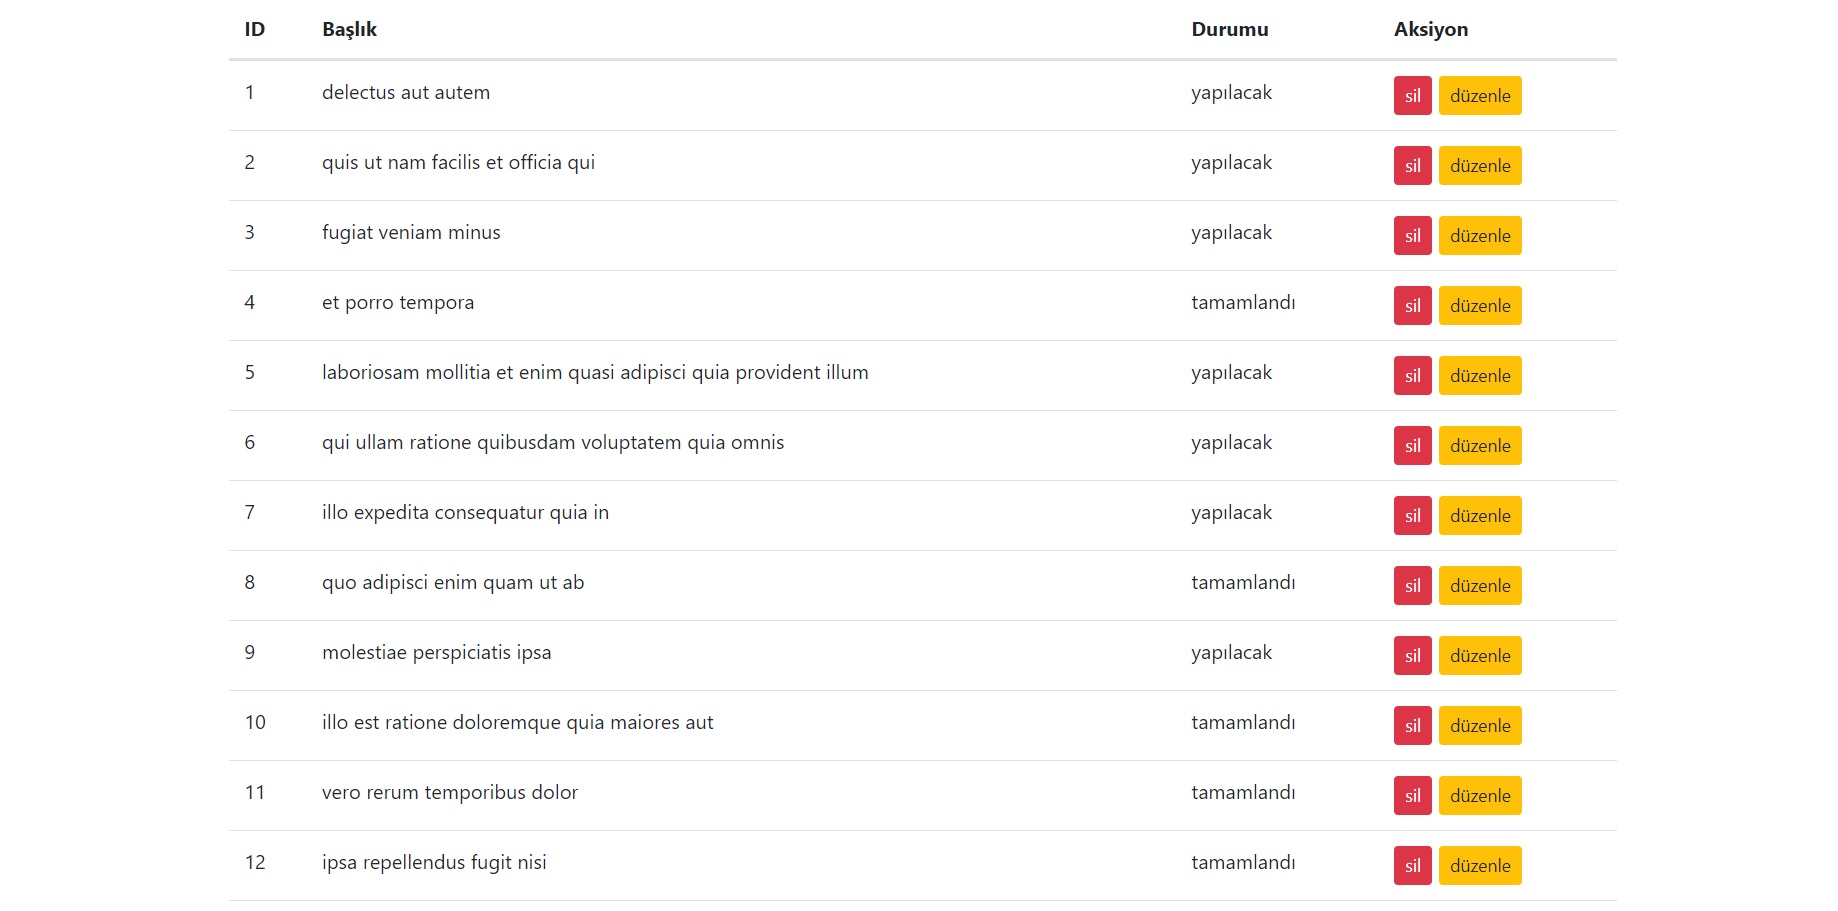 ID Başlık Durumu Aksiyon
1 delectus aut autem yapılacak sil düzenle
2 quis ut nam facilis et officia qui yapılacak sil düzenle
3 fugiat veniam minus yapılacak sil düzenle
4 et porro tempora tamamlandı sil düzenle
5 laboriosam mollitia et enim quasi adipisci quia provident illum yapılacak sil düzenle
6 qui ullam ratione quibusdam voluptatem quia omnis yapılacak sil düzenle
7 illo expedita consequatur quia in yapılacak sil düzenle
8 quo adipisci enim quam ut ab tamamlandı sil düzenle
9 molestiae perspiciatis ipsa yapılacak sil düzenle
10 illo est ratione doloremque quia maiores aut tamamlandı sil düzenle
11 vero rerum temporibus dolor tamamlandı sil düzenle
12 ipsa repellendus fugit nisi tamamlandı sil düzenle